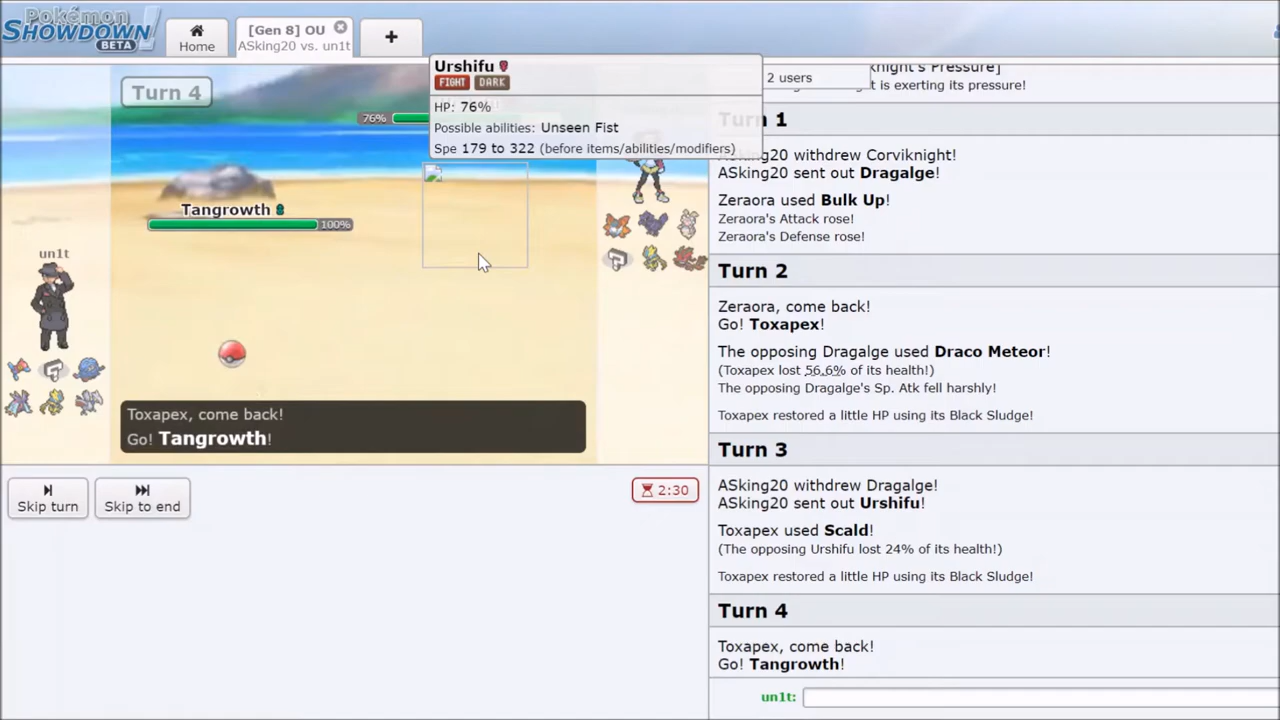 Pokémon
SHOWDOWN!
BETA
Home
[Gen 8] OU
ASking20 vs. un1t
+
Turn 4
Urshifu
FIGHT DARK
HP: 76%
Possible abilities: Unseen Fist
Spe 179 to 322 (before items/abilities/modifiers)
76%
Tangrowth
100%
un1t
Toxapex, come back!
Go! Tangrowth!
Skip turn
Skip to end
2:30
2 users
night's Pressure]
is exerting its pressure!
Turn 1
ASking20 withdrew Corviknight!
ASking20 sent out Dragalge!
Zeraora used Bulk Up!
Zeraora's Attack rose!
Zeraora's Defense rose!
Turn 2
Zeraora, come back!
Go! Toxapex!
The opposing Dragalge used Draco Meteor!
(Toxapex lost 56.6% of its health!)
The opposing Dragalge's Sp. Atk fell harshly!
Toxapex restored a little HP using its Black Sludge!
Turn 3
ASking20 withdrew Dragalge!
ASking20 sent out Urshifu!
Toxapex used Scald!
(The opposing Urshifu lost 24% of its health!)
Toxapex restored a little HP using its Black Sludge!
Turn 4
Toxapex, come back!
Go! Tangrowth!
un1t: